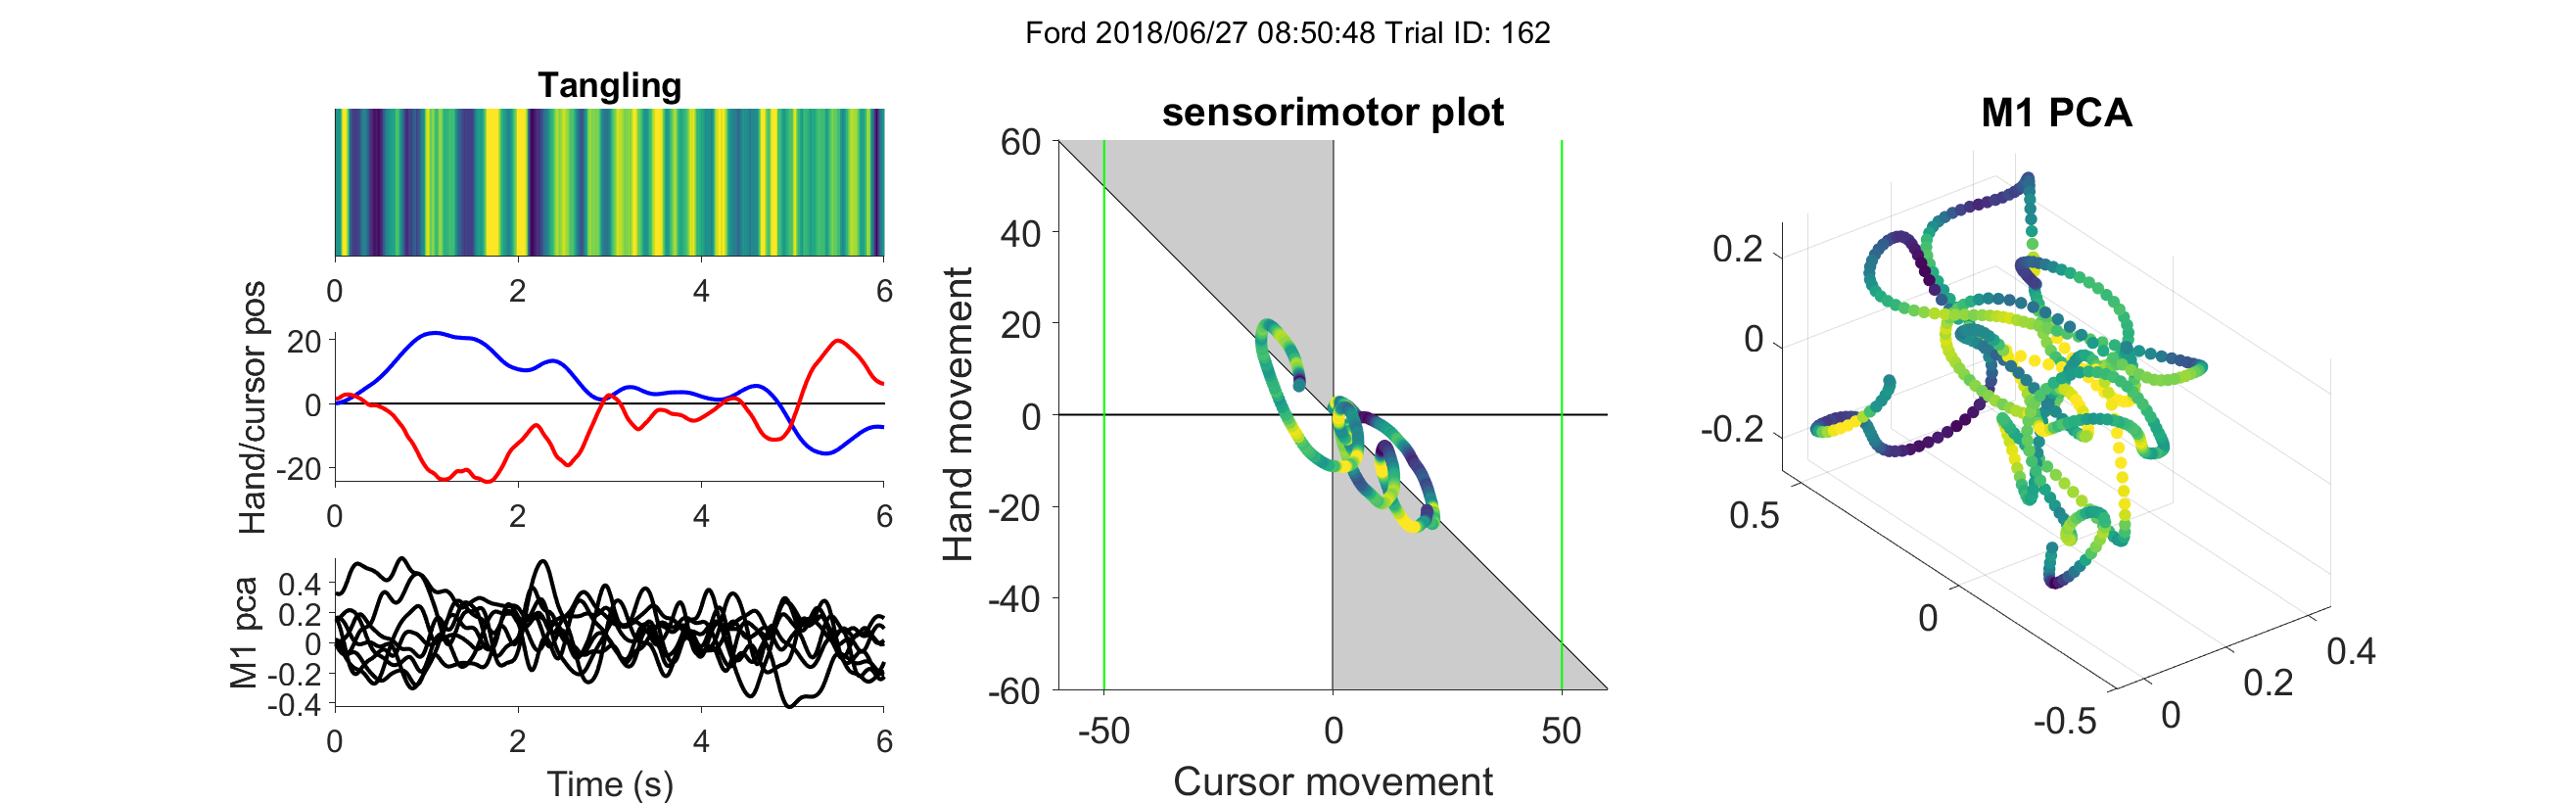 Ford 2018/06/27 08:50:48 Trial ID: 162
Tangling
0 2 4 6
Hand/cursor pos
20
0
-20
0 2 4 6
M1 pca
0.4
0.2
0
-0.2
-0.4
0 2 4 6
Time (s)
sensorimotor plot
Hand movement
60
40
20
0
-20
-40
-60
-50 0 50
Cursor movement
M1 PCA
0.2
0
-0.2
0.5
0
-0.5
0
0.2
0.4